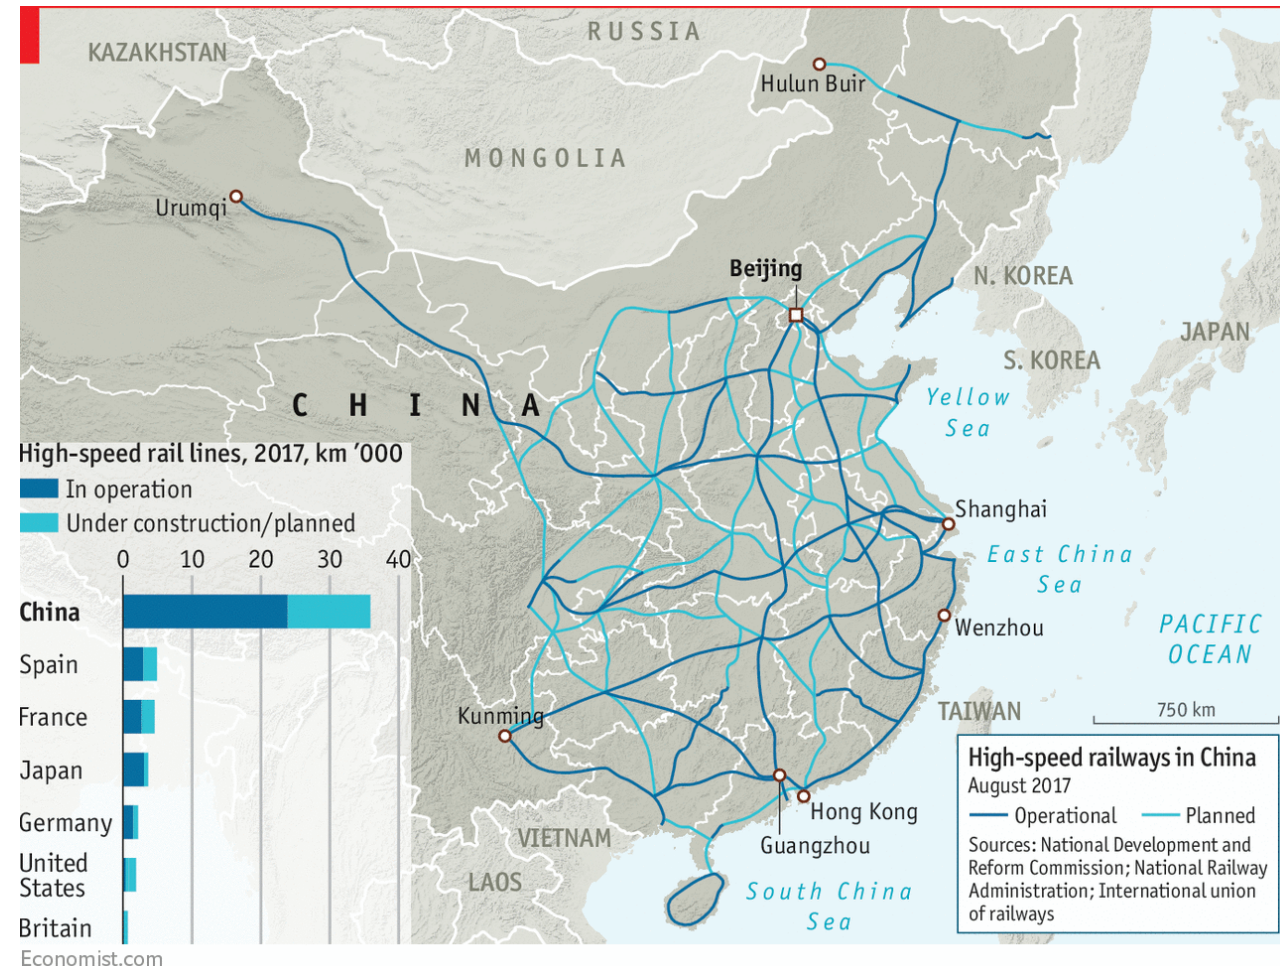 RUSSIA
KAZAKHSTAN
Hulun Buir
MONGOLIA
Urumqi
Beijing
N. KOREA
JAPAN
S. KOREA
CHINA
Yellow
Sea
High-speed rail lines, 2017, km ’000
In operation
Under construction/planned
0 10 20 30 40
China
Spain
France
Japan
Germany
United
States
Britain
Shanghai
East China
Sea
Wenzhou
PACIFIC
OCEAN
Kunming
TAIWAN
750 km
Hong Kong
Guangzhou
VIETNAM
LAOS
South China
Sea
High-speed railways in China
August 2017
Operational Planned
Sources: National Development and
Reform Commission; National Railway
Administration; International union
of railways
Economist.com